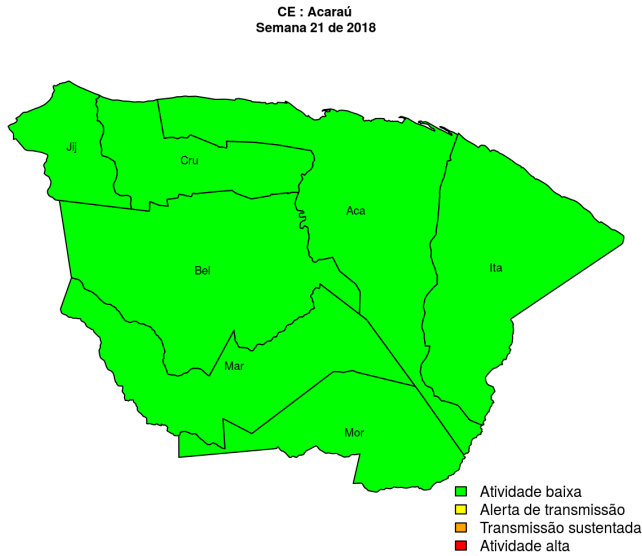 CE : Acaraú
Semana 21 de 2018
Jij
Cru
Aca
Bel
Ita
Mar
Mor
Atividade baixa
Alerta de transmissão
Transmissão sustentada
Atividade alta